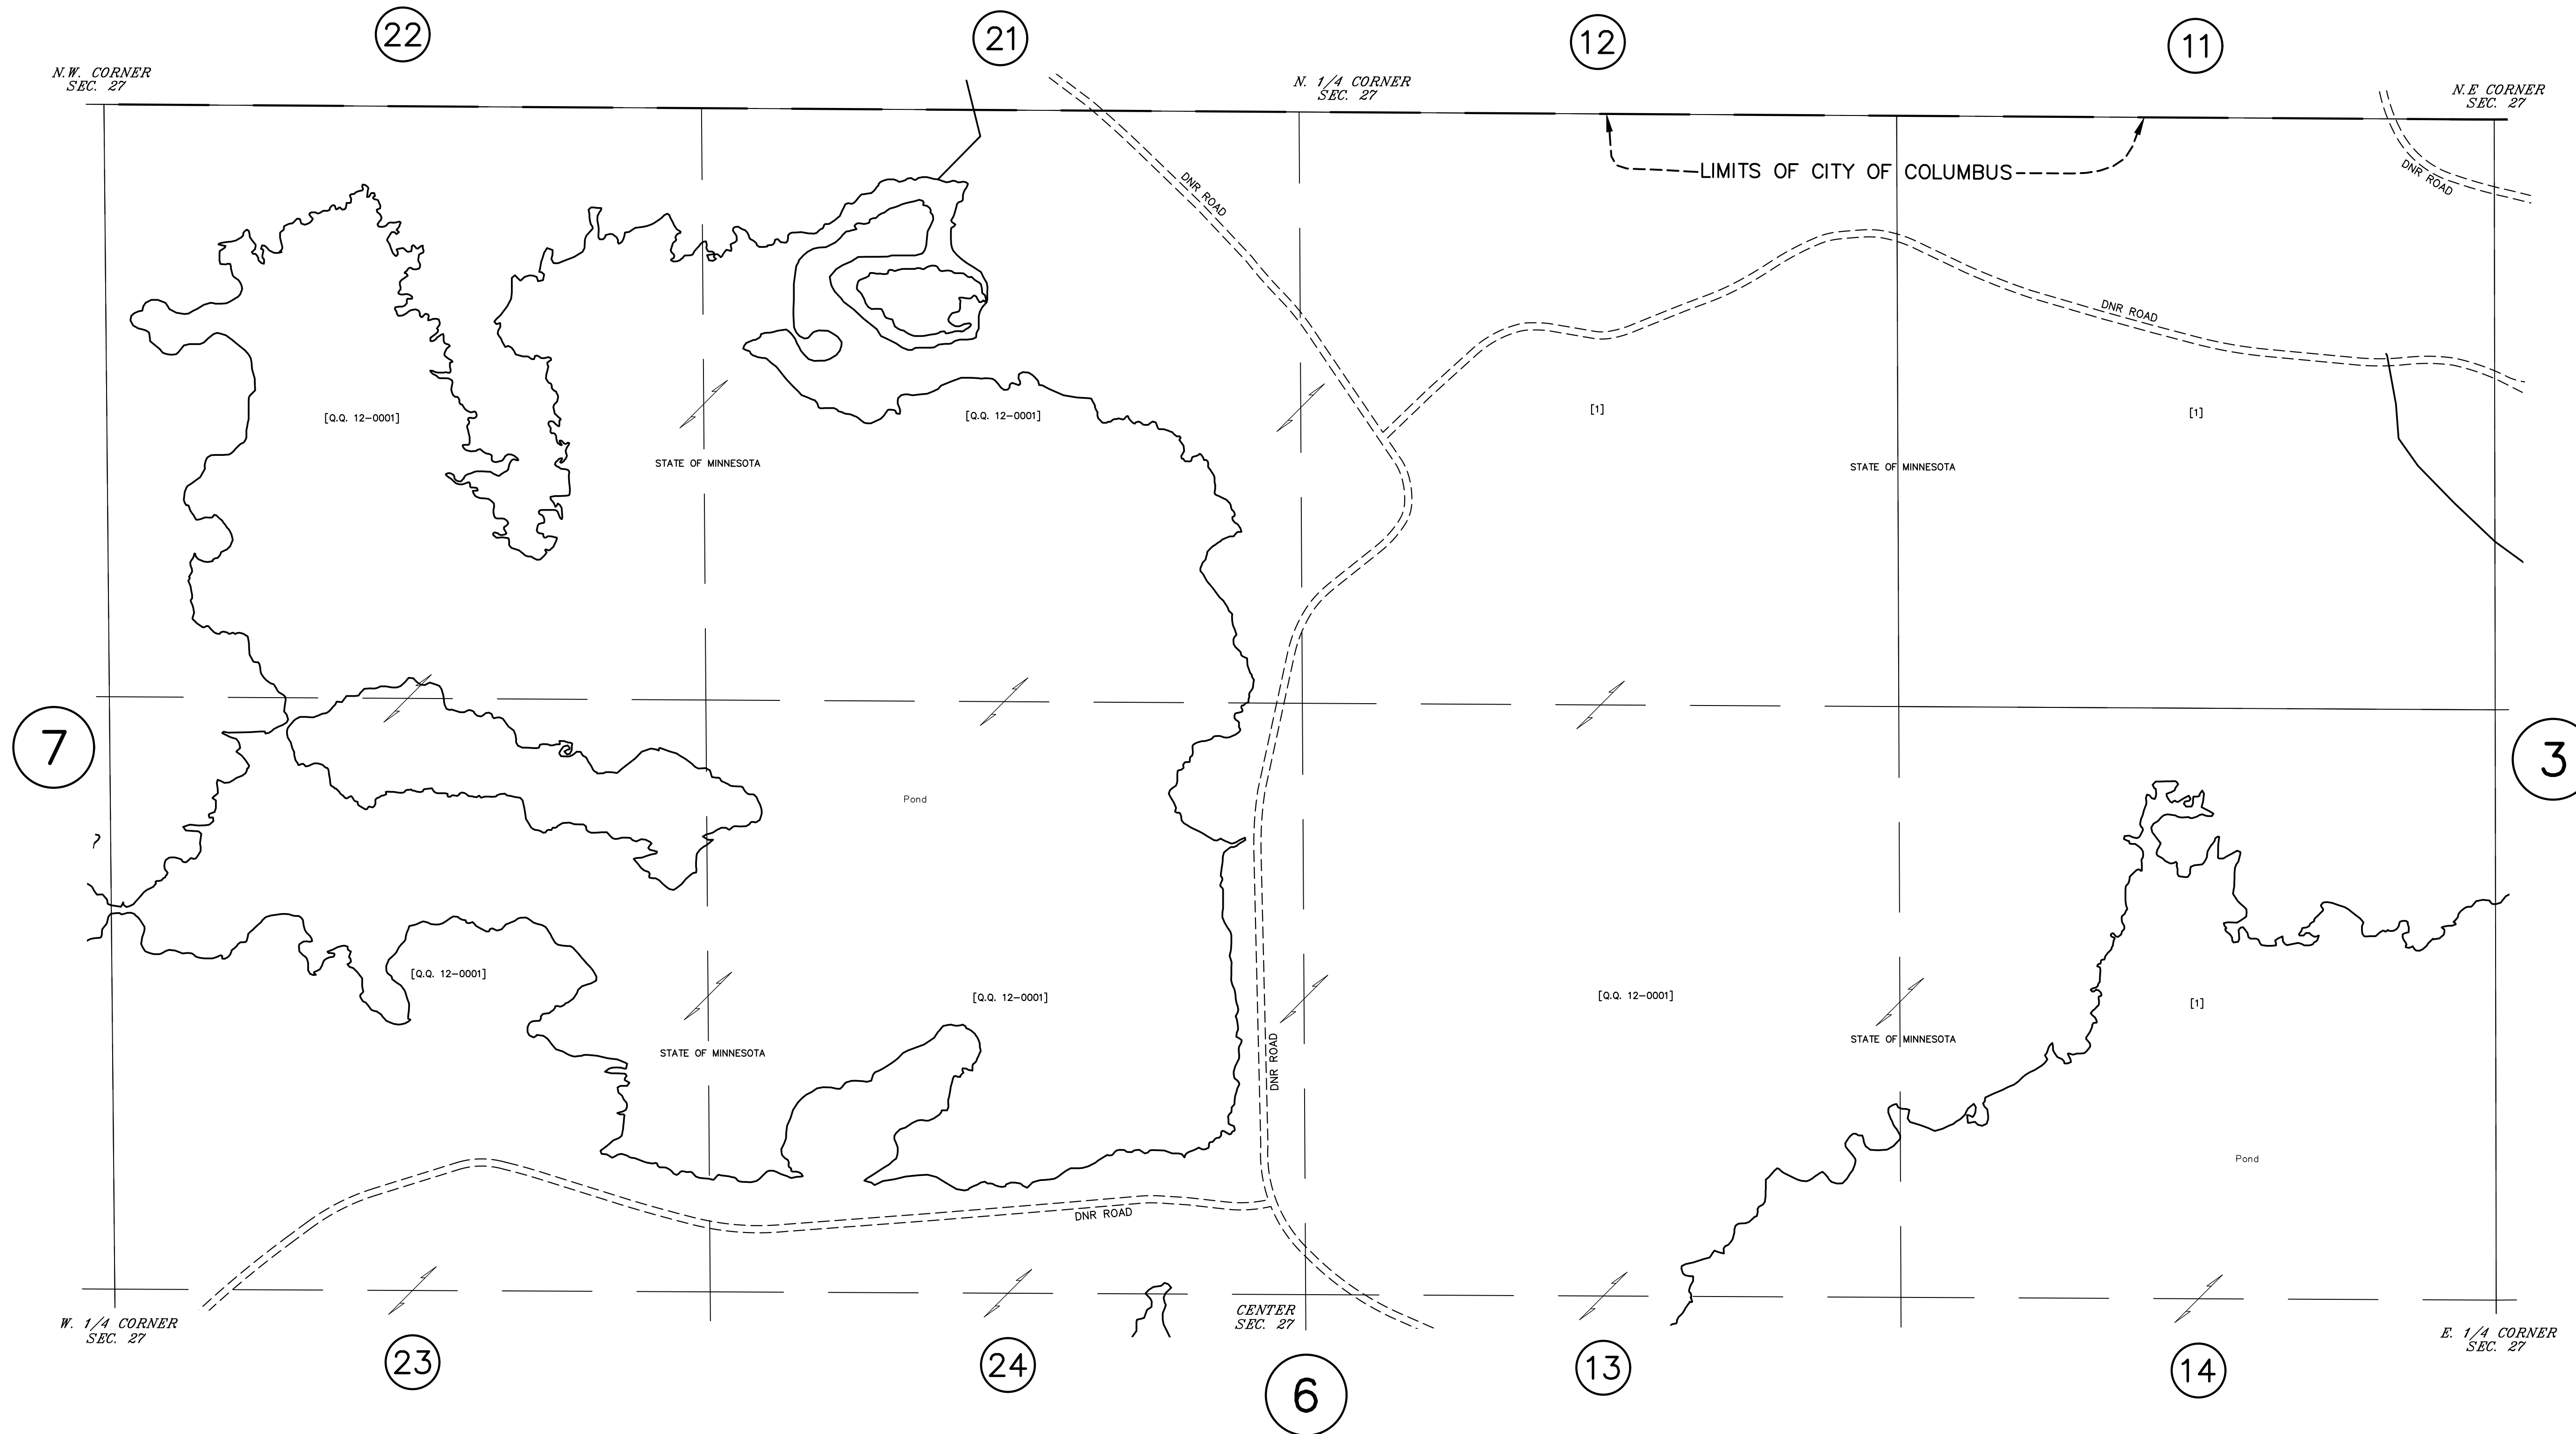 22
21
12
11
N.W. CORNER
SEC. 27
N. 1/4 CORNER
SEC. 27
N.E CORNER
SEC. 27
LIMITS OF CITY OF COLUMBUS
DNR ROAD
DNR ROAD
DNR ROAD
[Q.Q. 12-0001]
[Q.Q. 12-0001]
[1]
[1]
STATE OF MINNESOTA
STATE OF MINNESOTA
7
3
Pond
[Q.Q. 12-0001]
[Q.Q. 12-0001]
[Q.Q. 12-0001]
[1]
STATE OF MINNESOTA
DNR ROAD
STATE OF MINNESOTA
Pond
DNR ROAD
W. 1/4 CORNER
SEC. 27
CENTER
SEC. 27
E. 1/4 CORNER
SEC. 27
23
24
6
13
14